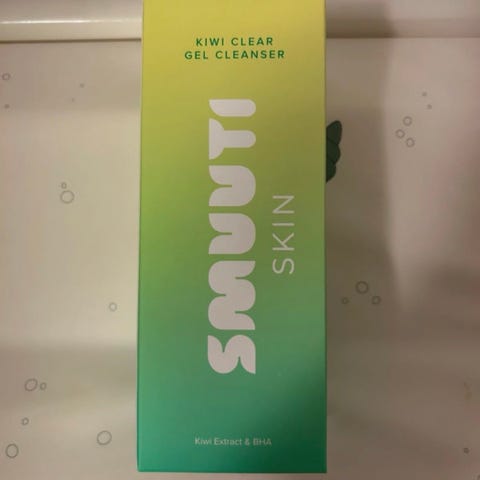 KIWI CLEAR
GEL CLEANSER
SMUUTI
SKIN
Kiwi Extract & BHA